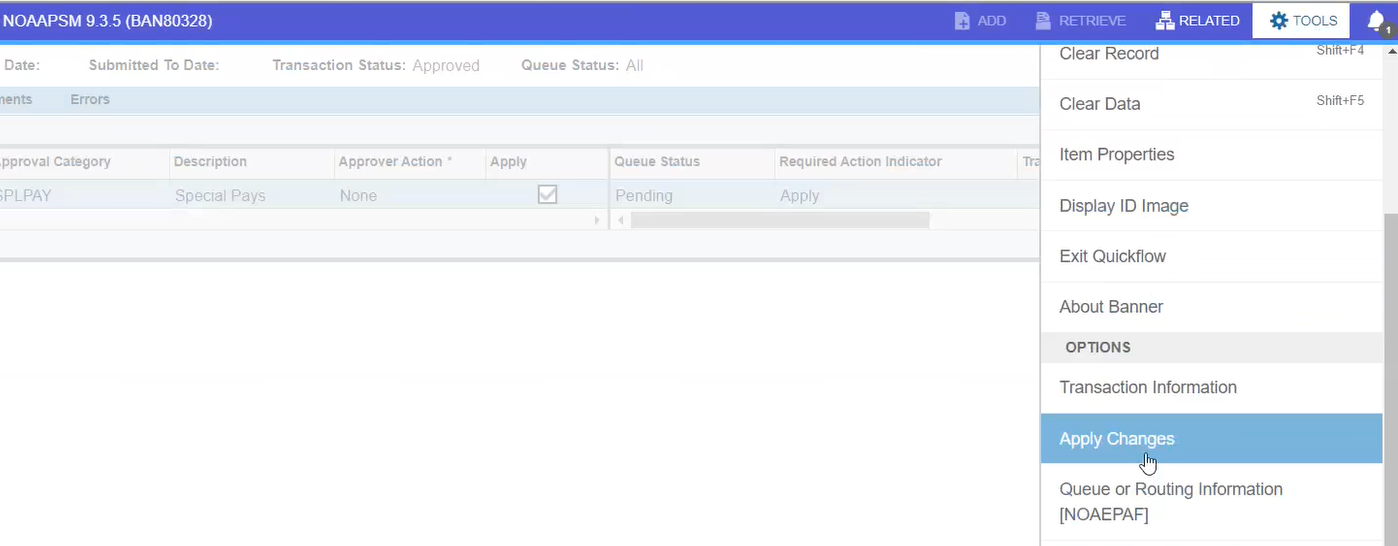 NOAAPSM 9.3.5 (BAN80328) ADD RETRIEVE RELATED TOOLS 1
Date: Submitted To Date: Transaction Status: Approved Queue Status: All
ments Errors
pproval Category Description Approver Action * Apply Queue Status Required Action Indicator Tra
SPLPAY Special Pays None Pending Apply
Clear Record Shift+F4
Clear Data Shift+F5
Item Properties
Display ID Image
Exit Quickflow
About Banner
OPTIONS
Transaction Information
Apply Changes
Queue or Routing Information
[NOAEPAF]